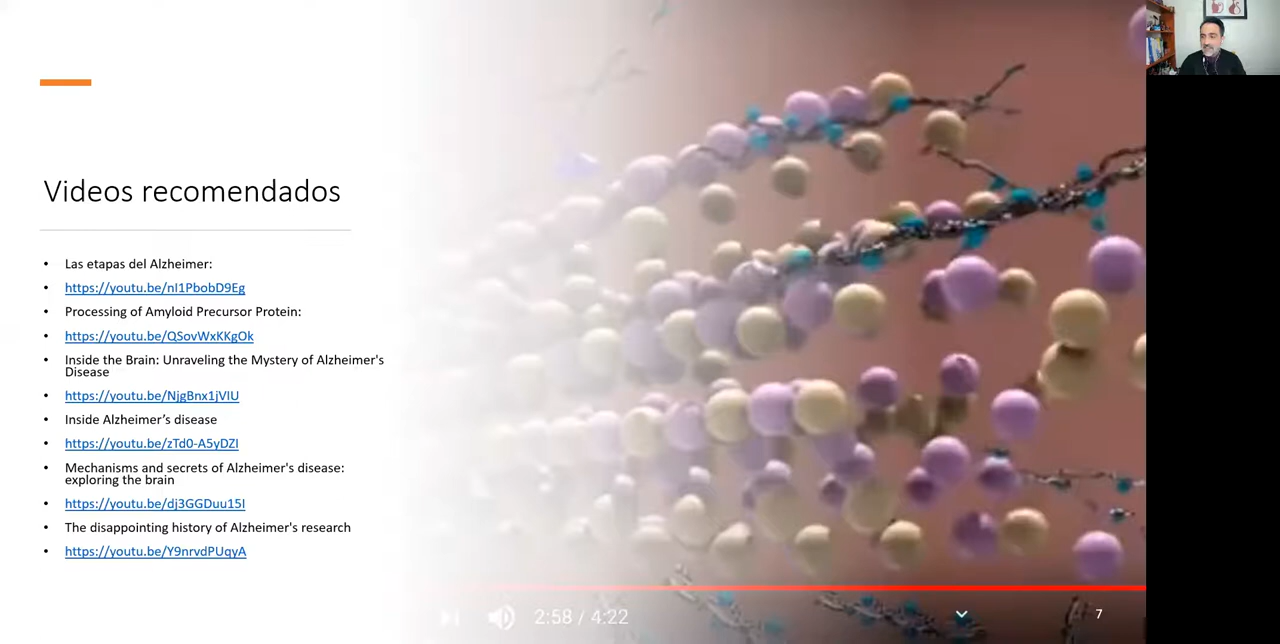 Videos recomendados
• Las etapas del Alzheimer:
• https://youtu.be/nI1PbobD9Eg
• Processing of Amyloid Precursor Protein:
• https://youtu.be/QSovWxKKgOk
• Inside the Brain: Unraveling the Mystery of Alzheimer's
Disease
• https://youtu.be/NjgBnx1jVIU
• Inside Alzheimer’s disease
• https://youtu.be/zTd0-A5yDZI
• Mechanisms and secrets of Alzheimer's disease:
exploring the brain
• https://youtu.be/dj3GGDuu15I
• The disappointing history of Alzheimer's research
• https://youtu.be/Y9nrvdPUqyA
2:58 / 4:22
7